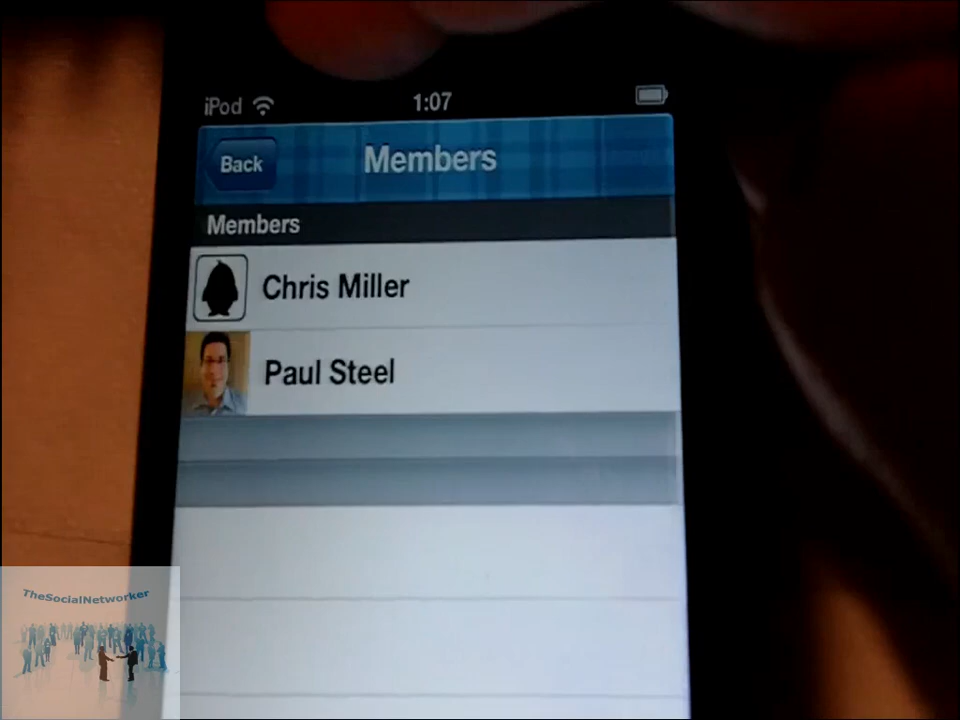 iPod 1:07
Back Members
Members
Chris Miller
Paul Steel
TheSocialNetworker